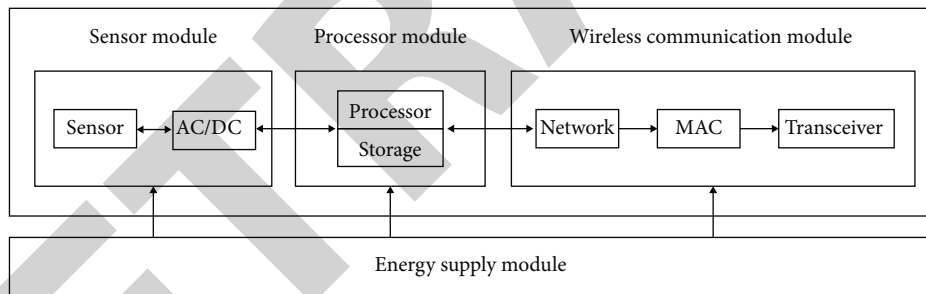 Sensor module
Processor module
Wireless communication module
Sensor
AC/DC
Processor
Storage
Network
MAC
Transceiver
Energy supply module